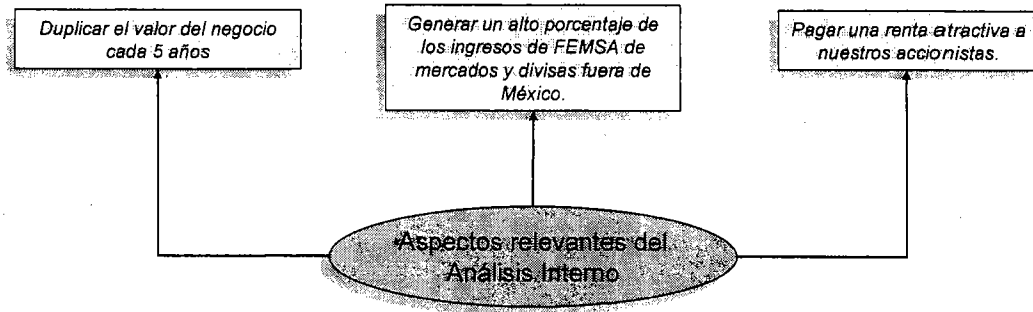 Duplicar el valor del negocio
cada 5 años
Generar un alto porcentaje de
los ingresos de FEMSA de
mercados y divisas fuera de
México.
Pagar una renta atractiva a
nuestros accionistas.
Aspectos relevantes del
Análisis Interno